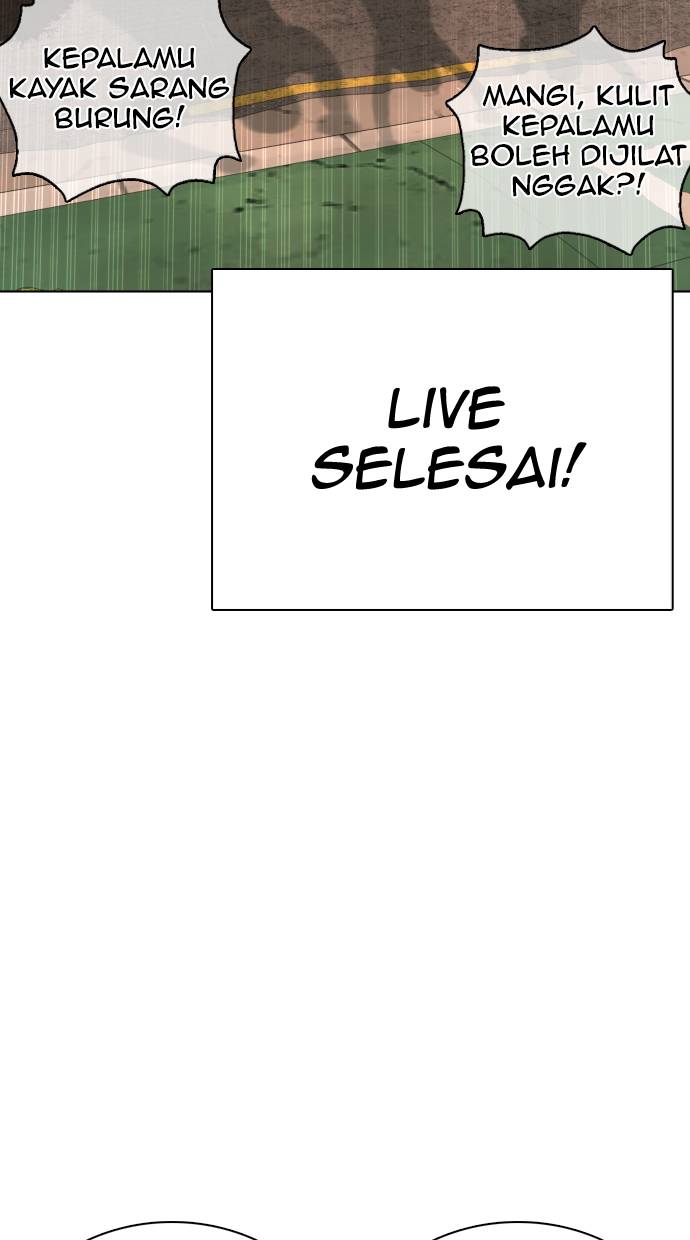 KEPALAMU
KAYAK SARANG
BURUNG!
MANGI, KULIT
KEPALAMU
BOLEH DIJILAT
NGGAK?!
LIVE
SELESAI!